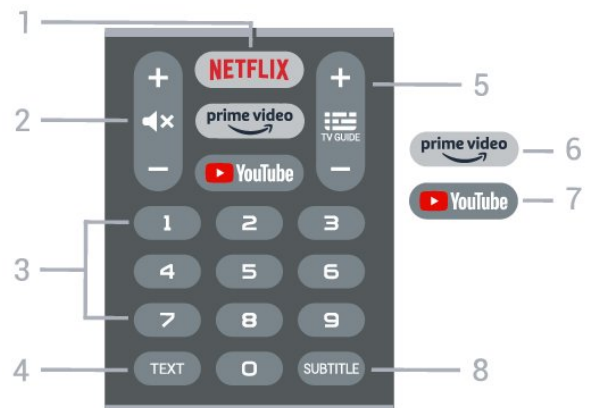 1
NETFLIX
+ +
2 prime video 5
TV GUIDE
prime video 6
- YouTube -
YouTube 7
1 2 3
3 4 5 6
7 8 9
4 TEXT 0 SUBTITLE 8